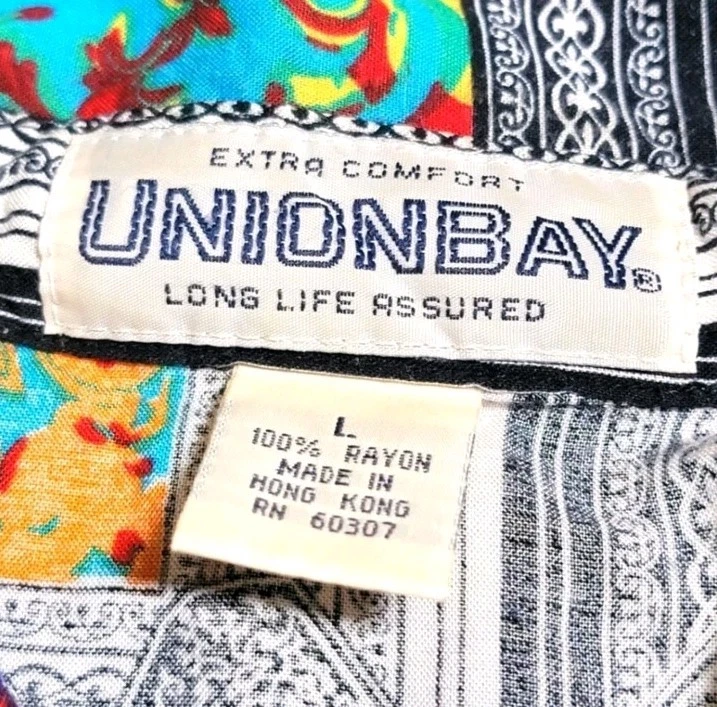 EXTRA COMFORT
UNIONBAY®
LONG LIFE ASSURED
L
100% RAYON
MADE IN
HONG KONG
RN 60307